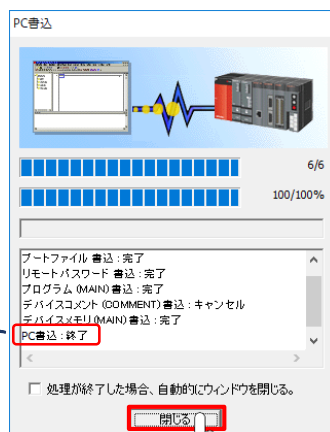 PC書込
6/6
100/100%
ブートファイル 書込 : 完了
リモートパスワード 書込 : 完了
プログラム (MAIN) 書込 : 完了
デバイスコメント (COMMENT) 書込 : キャンセル
デバイスメモリ (MAIN) 書込 : 完了
PC書込 : 終了
処理が終了した場合、自動的にウィンドウを閉じる。
閉じる